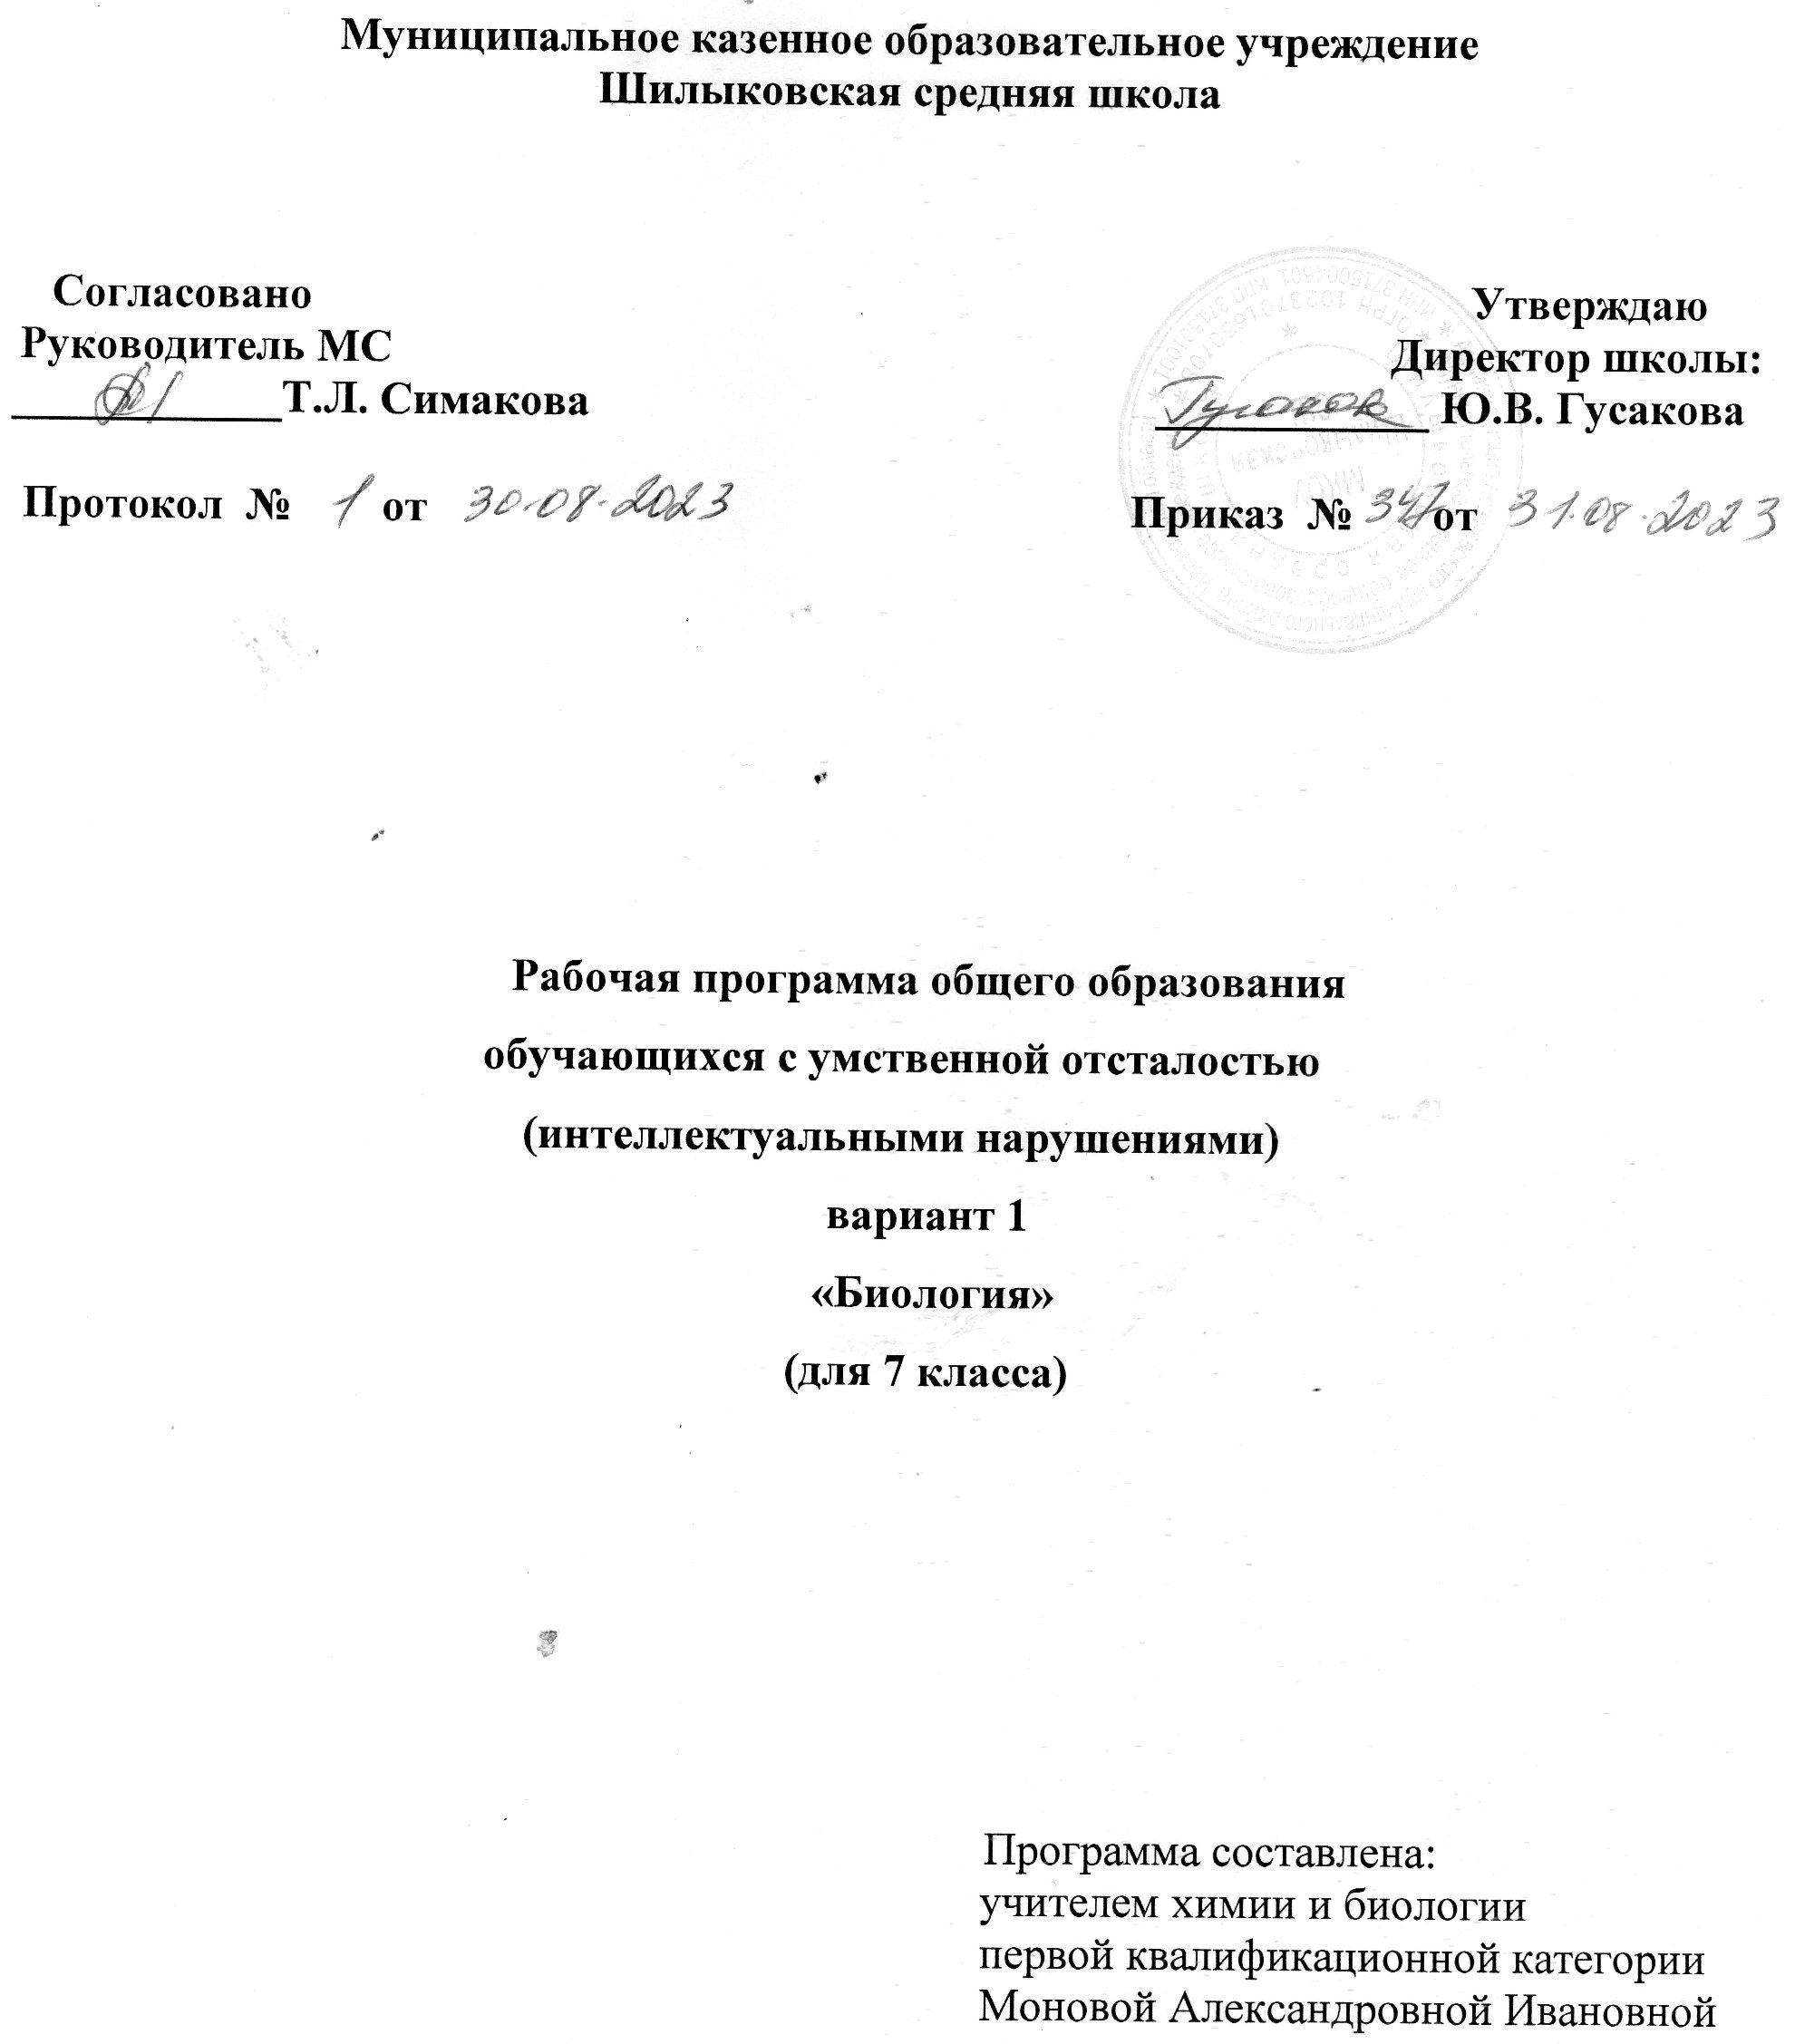 Муниципальное казенное образовательное учреждение
Шилыковская средняя школа
Согласовано
Руководитель МС
Т.Л. Симакова
Протокол № 1 от 30.08.2023
Утверждаю
Директор школы:
Ю.В. Гусакова
Приказ № 347 от 31.08.2023
Рабочая программа общего образования
обучающихся с умственной отсталостью
(интеллектуальными нарушениями)
вариант 1
«Биология»
(для 7 класса)
Программа составлена:
учителем химии и биологии
первой квалификационной категории
Моновой Александровной Ивановной